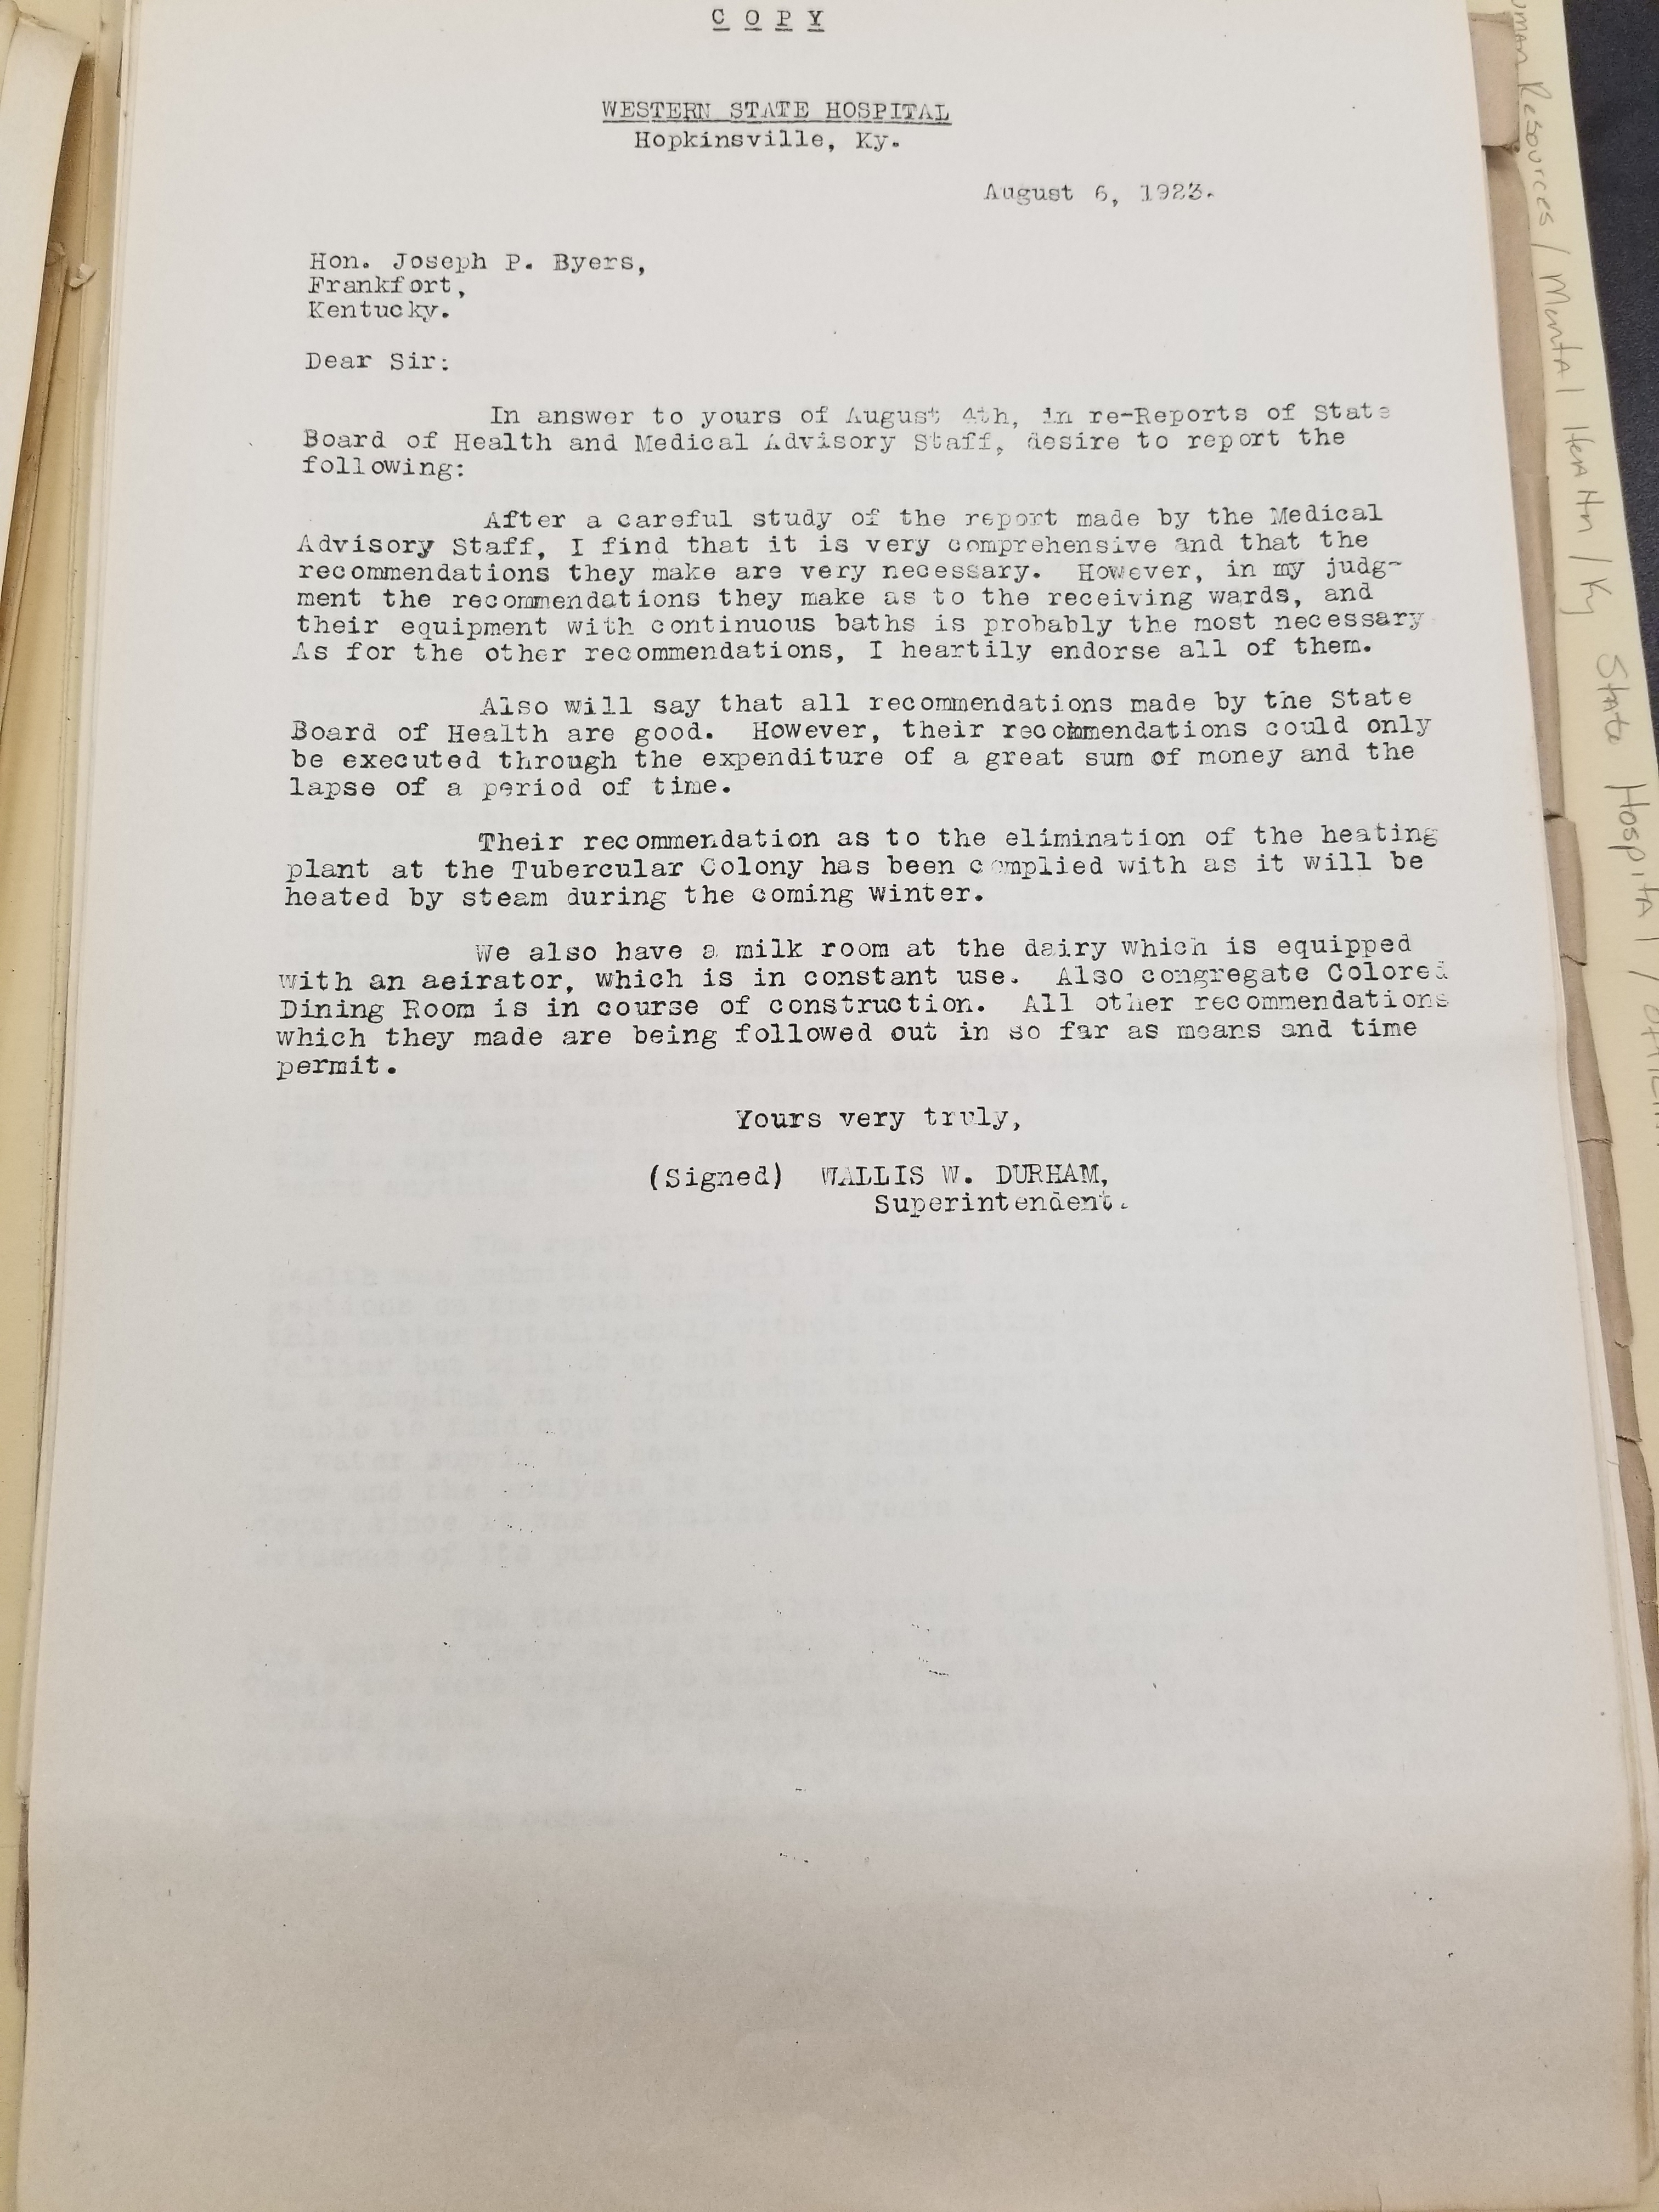 C O P Y
WESTERN STATE HOSPITAL
Hopkinsville, Ky.
August 6, 1923.
Hon. Joseph P. Byers,
Frankfort,
Kentucky.
Dear Sir:
In answer to yours of August 4th, in re-Reports of State
Board of Health and Medical Advisory Staff, desire to report the
following:
After a careful study of the report made by the Medical
Advisory Staff, I find that it is very comprehensive and that the
recommendations they make are very necessary. However, in my judg-
ment the recommendations they make as to the receiving wards, and
their equipment with continuous baths is probably the most necessary
As for the other recommendations, I heartily endorse all of them.
Also will say that all recommendations made by the State
Board of Health are good. However, their recommendations could only
be executed through the expenditure of a great sum of money and the
lapse of a period of time.
Their recommendation as to the elimination of the heating
plant at the Tubercular Colony has been complied with as it will be
heated by steam during the coming winter.
We also have a milk room at the dairy which is equipped
with an aeirator, which is in constant use. Also congregate Colored
Dining Room is in course of construction. All other recommendations
which they made are being followed out in so far as means and time
permit.
Yours very truly,
(Signed) WALLIS W. DURHAM,
Superintendent.
Resources / Mental Health / Ky State Hospital /